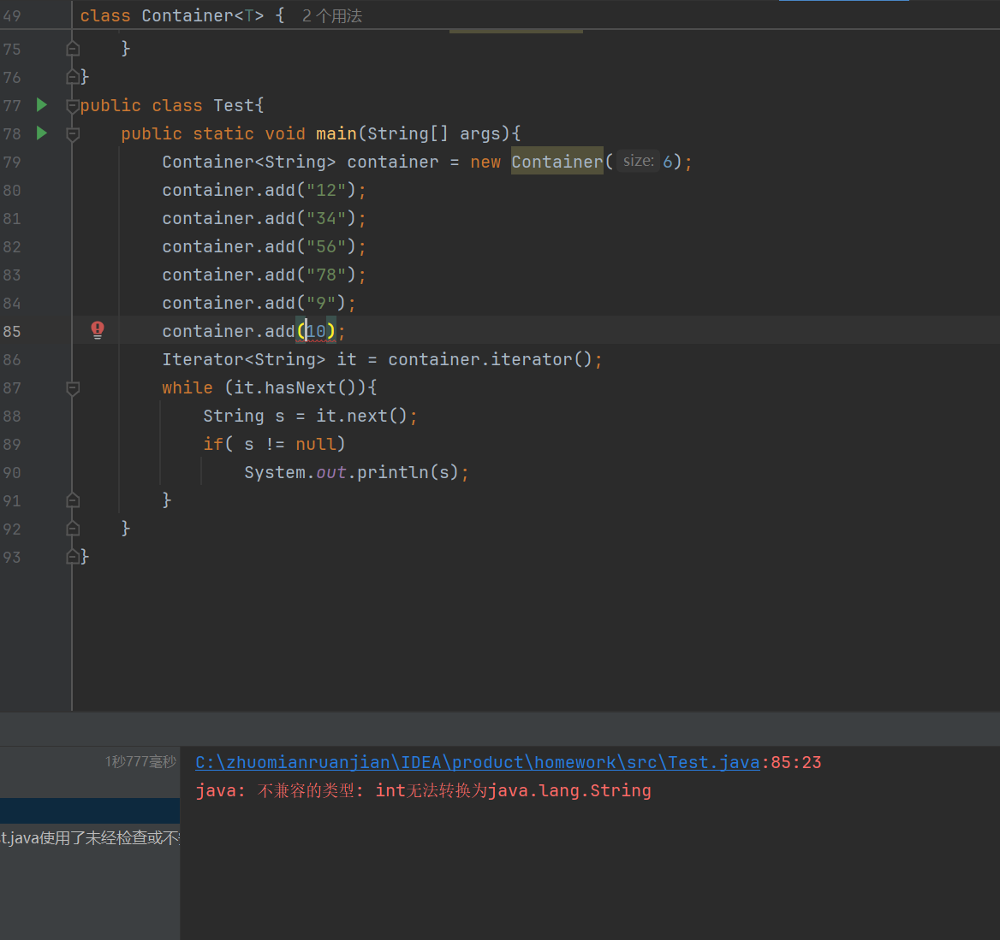 49 class Container<T> { 2 个用法
75 }
76 }
77 public class Test{
78 public static void main(String[] args){
79 Container<String> container = new Container( size: 6);
80 container.add("12");
81 container.add("34");
82 container.add("56");
83 container.add("78");
84 container.add("9");
85 container.add(10);
86 Iterator<String> it = container.iterator();
87 while (it.hasNext()){
88 String s = it.next();
89 if( s != null)
90 System.out.println(s);
91 }
92 }
93 }
1秒777毫秒
t.java使用了未经检查或不
C:\zhuomianruanjian\IDEA\product\homework\src\Test.java:85:23
java: 不兼容的类型: int无法转换为java.lang.String